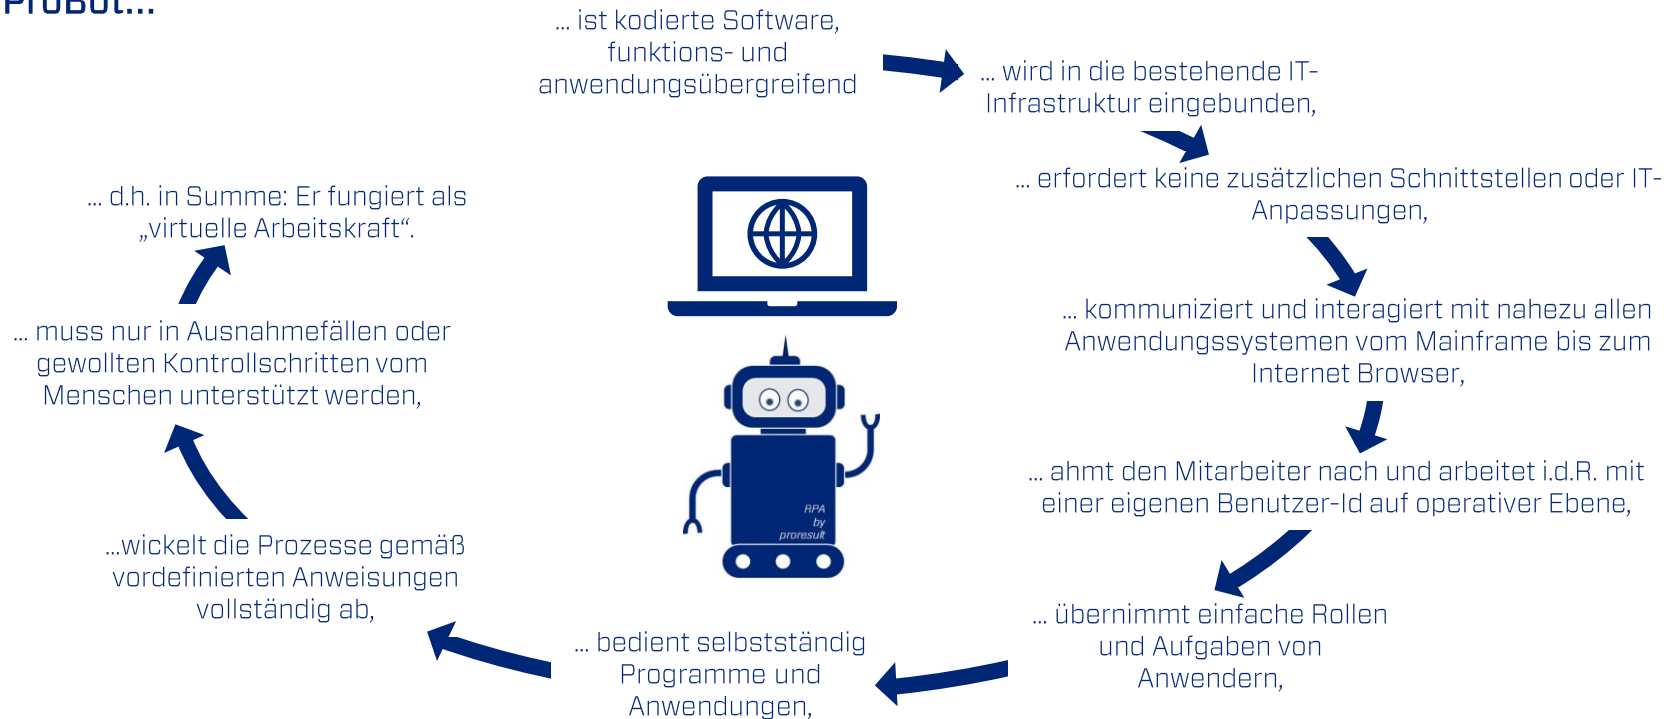 ProBot...
... ist kodierte Software,
funktions- und
anwendungsübergreifend
... wird in die bestehende IT-
Infrastruktur eingebunden,
... erfordert keine zusätzlichen Schnittstellen oder IT-
Anpassungen,
... kommuniziert und interagiert mit nahezu allen
Anwendungssystemen vom Mainframe bis zum
Internet Browser,
... ahmt den Mitarbeiter nach und arbeitet i.d.R. mit
einer eigenen Benutzer-Id auf operativer Ebene,
... übernimmt einfache Rollen
und Aufgaben von
Anwendern,
... bedient selbstständig
Programme und
Anwendungen,
...wickelt die Prozesse gemäß
vordefinierten Anweisungen
vollständig ab,
... muss nur in Ausnahmefällen oder
gewollten Kontrollschritten vom
Menschen unterstützt werden,
... d.h. in Summe: Er fungiert als
„virtuelle Arbeitskraft“.
RPA
by
proresult